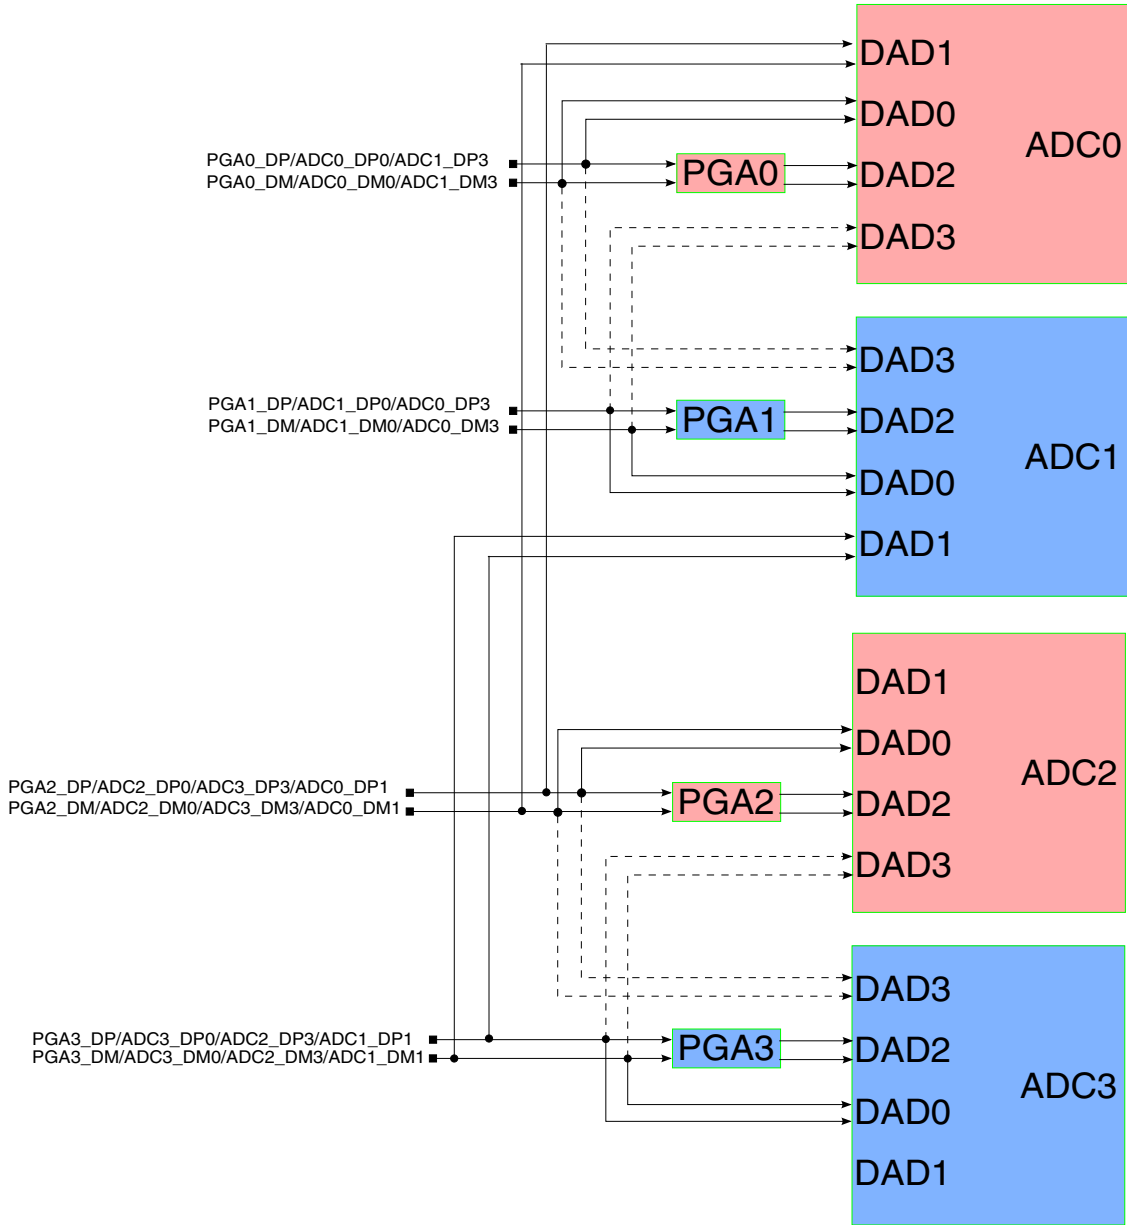 DAD1
DAD0
ADC0
PGA0_DP/ADC0_DP0/ADC1_DP3
PGA0_DM/ADC0_DM0/ADC1_DM3
PGA0
DAD2
DAD3
DAD3
PGA1_DP/ADC1_DP0/ADC0_DP3
PGA1_DM/ADC1_DM0/ADC0_DM3
PGA1
DAD2
ADC1
DAD0
DAD1
DAD1
DAD0
ADC2
PGA2_DP/ADC2_DP0/ADC3_DP3/ADC0_DP1
PGA2_DM/ADC2_DM0/ADC3_DM3/ADC0_DM1
PGA2
DAD2
DAD3
DAD3
PGA3_DP/ADC3_DP0/ADC2_DP3/ADC1_DP1
PGA3_DM/ADC3_DM0/ADC2_DM3/ADC1_DM1
PGA3
DAD2
ADC3
DAD0
DAD1